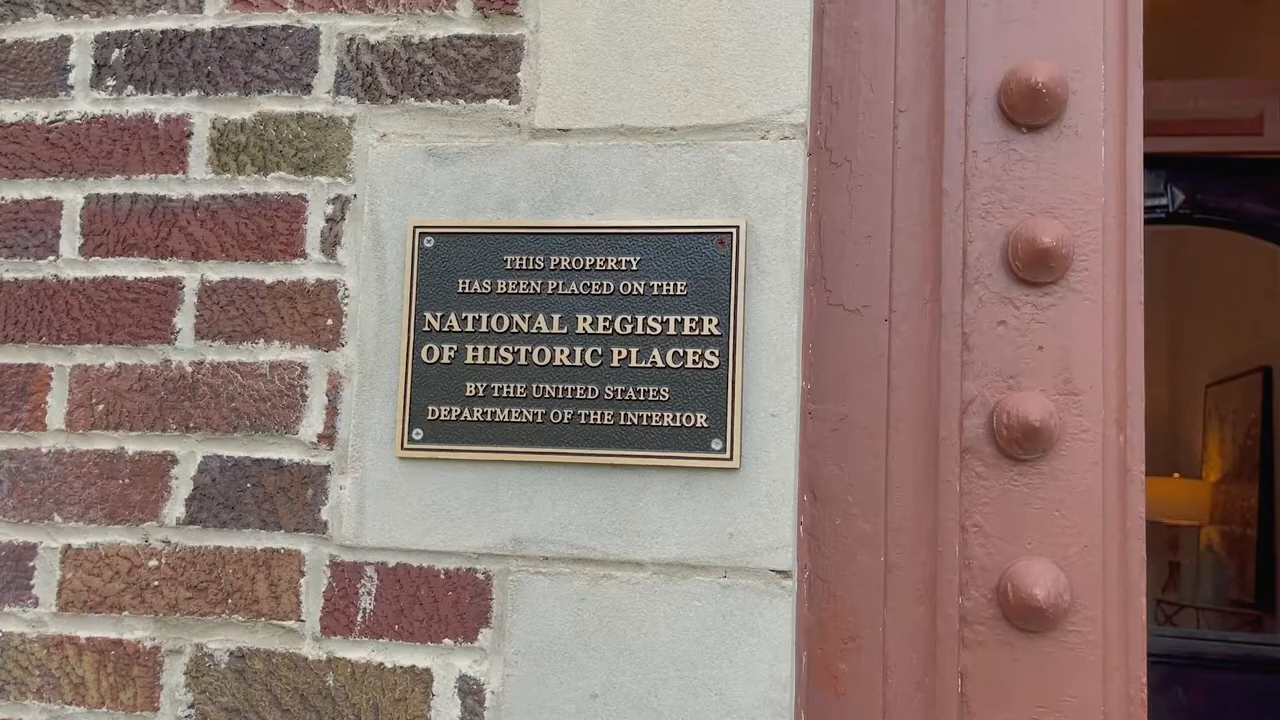 THIS PROPERTY
HAS BEEN PLACED ON THE
NATIONAL REGISTER
OF HISTORIC PLACES
BY THE UNITED STATES
DEPARTMENT OF THE INTERIOR